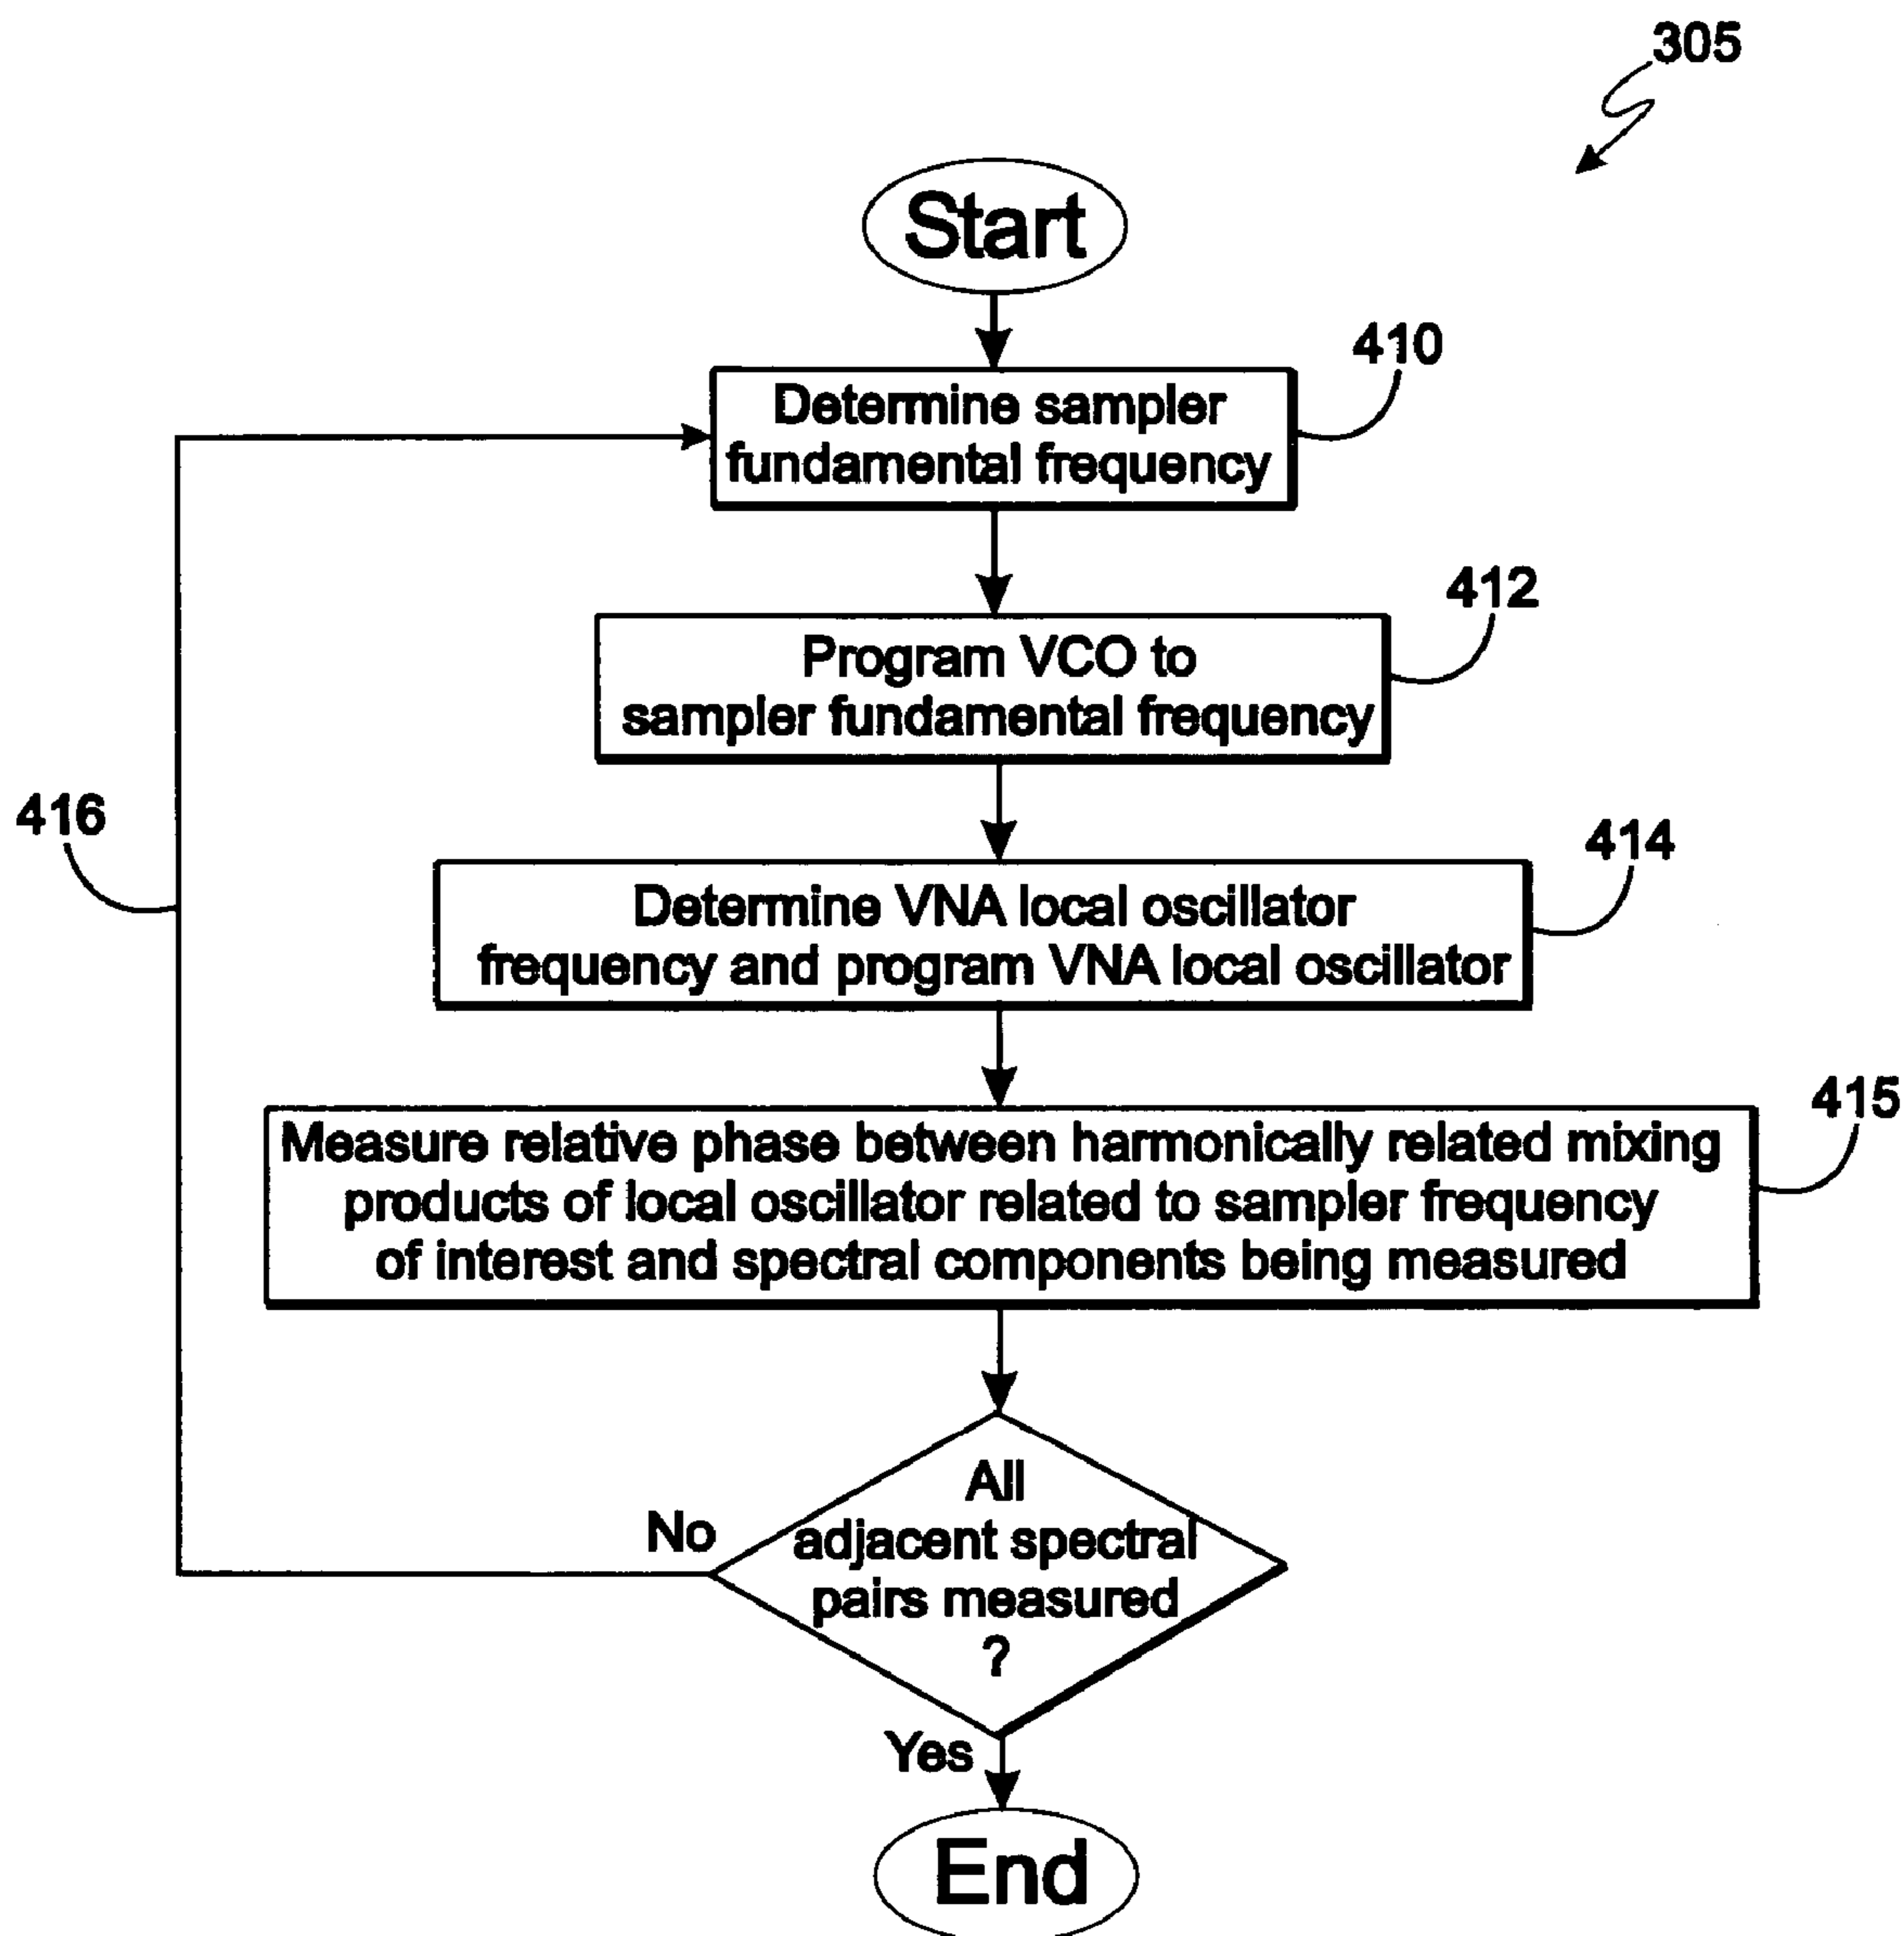 305
Start
410
Determine sampler
fundamental frequency
412
Program VCO to
sampler fundamental frequency
416
414
Determine VNA local oscillator
frequency and program VNA local oscillator
415
Measure relative phase between harmonically related mixing
products of local oscillator related to sampler frequency
of interest and spectral components being measured
All
adjacent spectral
pairs measured
?
No
Yes
End